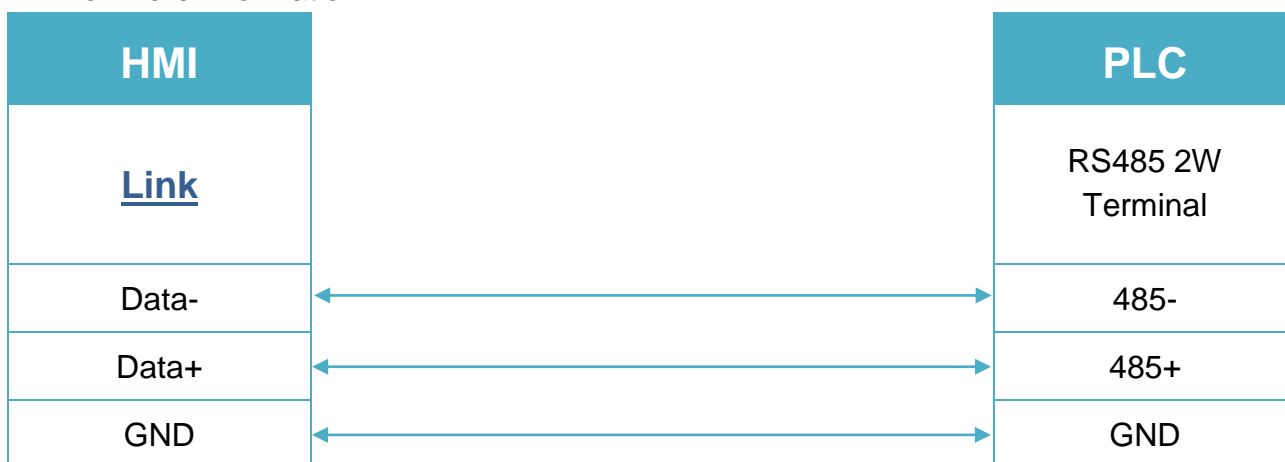 HMI PLC
Link RS485 2W
Terminal
Data- 485-
Data+ 485+
GND GND